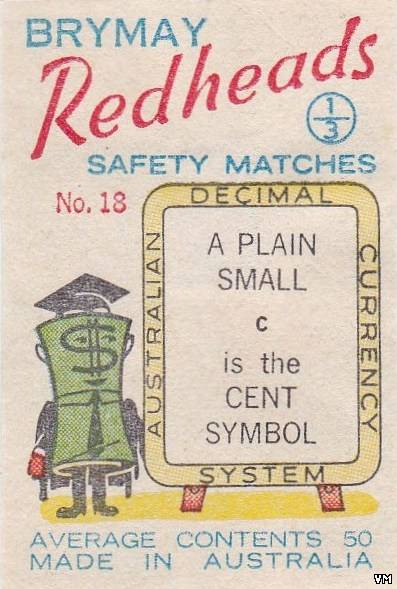 BRYMAY
Redheads
1/3
SAFETY MATCHES
No. 18
AUSTRALIAN
DECIMAL
CURRENCY
SYSTEM
A PLAIN
SMALL
c
is the
CENT
SYMBOL
$
AVERAGE CONTENTS 50
MADE IN AUSTRALIA
VM